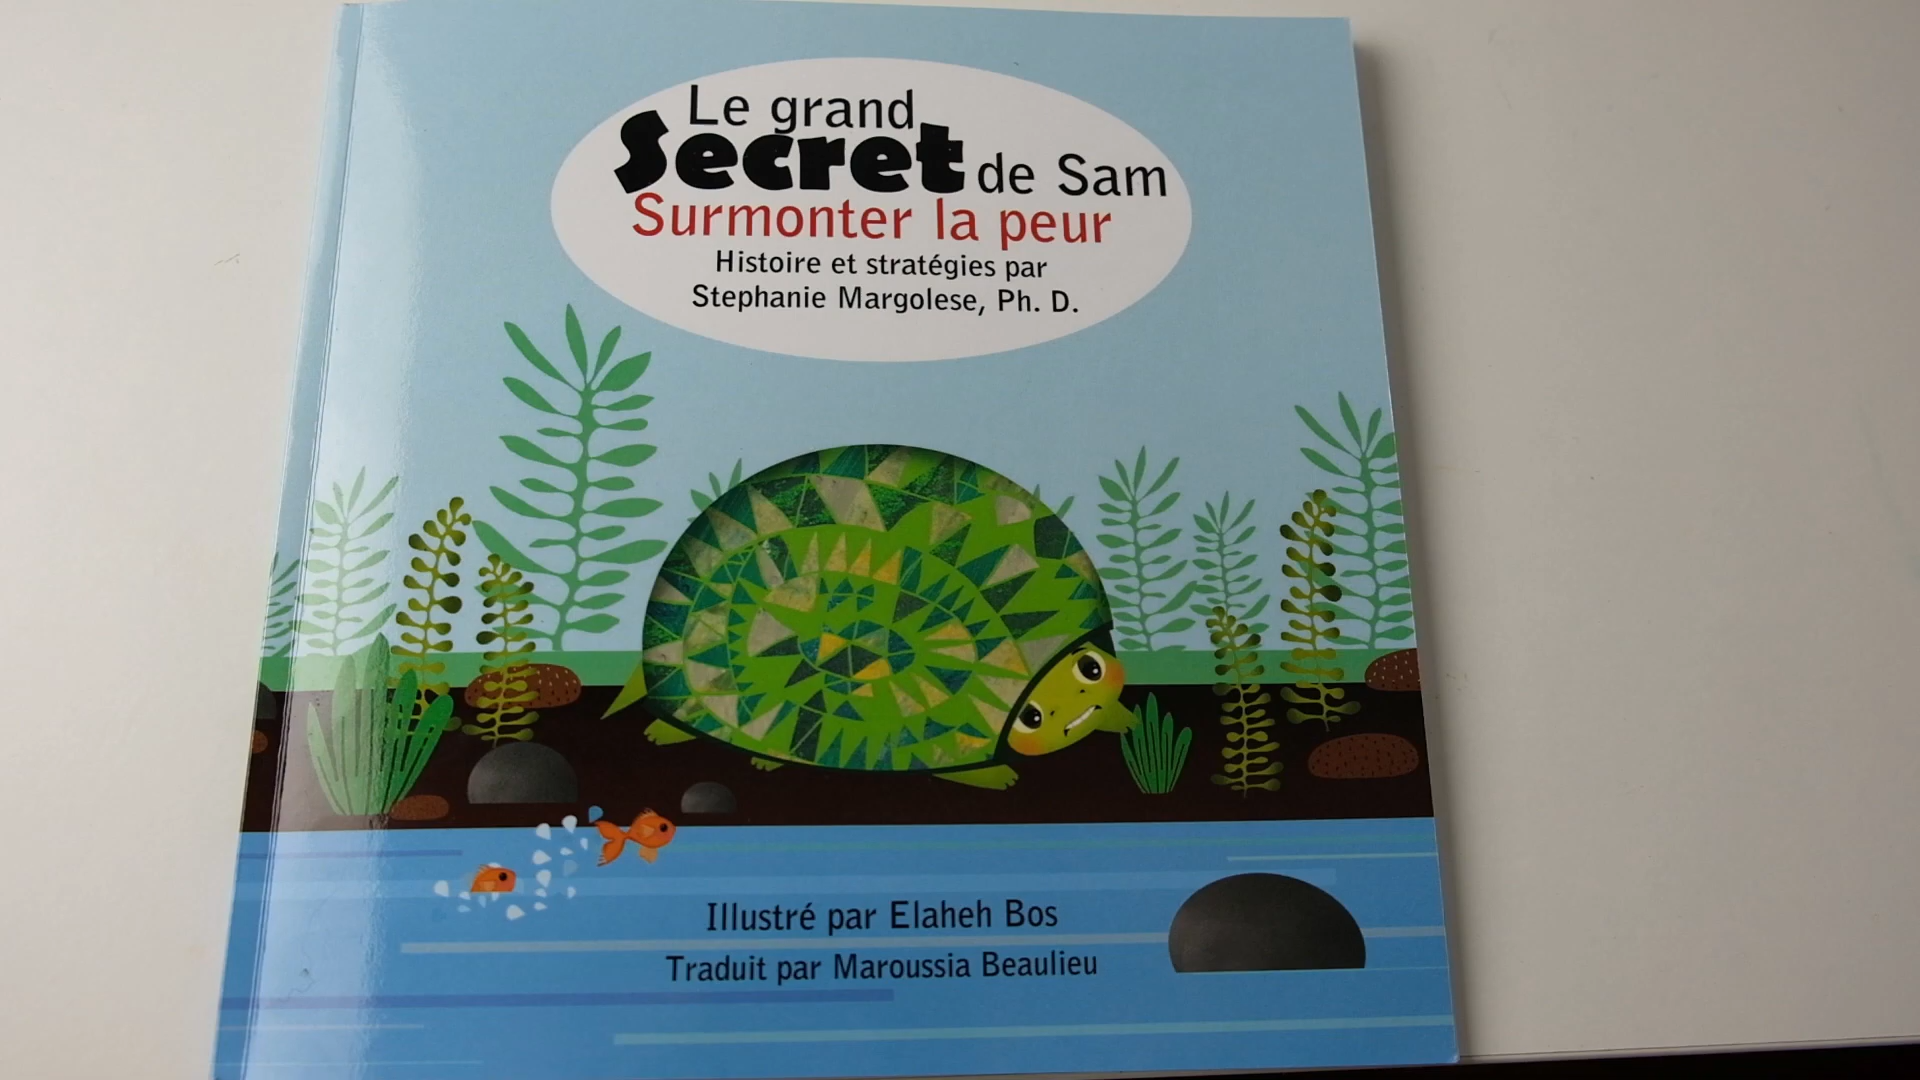 Le grand
Secret de Sam
Surmonter la peur
Histoire et stratégies par
Stephanie Margolese, Ph. D.
Illustré par Elaheh Bos
Traduit par Maroussia Beaulieu